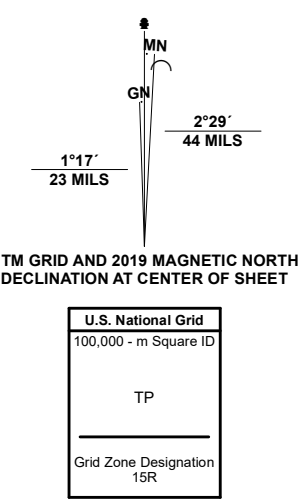 MN
GN
2°29´
44 MILS
1°17´
23 MILS
TM GRID AND 2019 MAGNETIC NORTH
DECLINATION AT CENTER OF SHEET
U.S. National Grid
100,000 - m Square ID
TP
Grid Zone Designation
15R